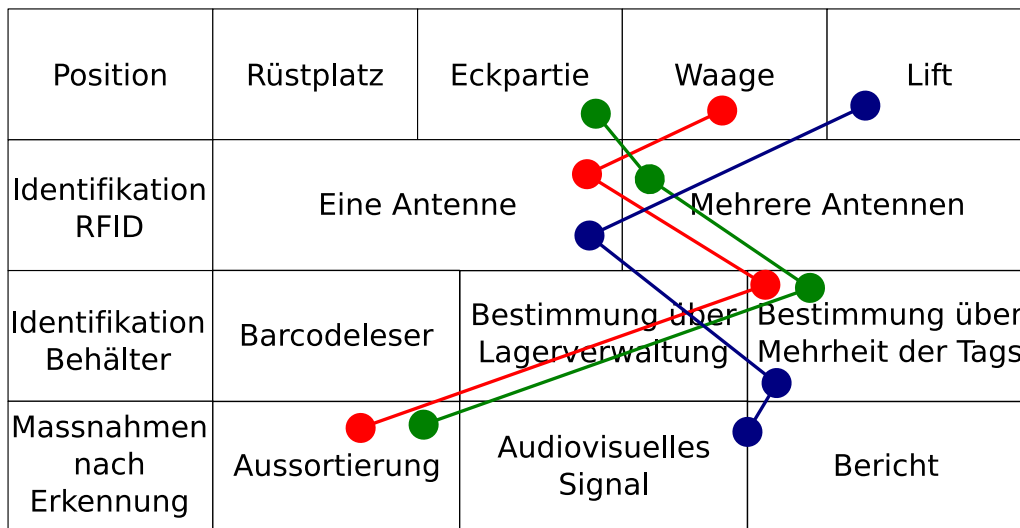 Position
Rüstplatz
Eckpartie
Waage
Lift
Identifikation
RFID
Eine Antenne
Mehrere Antennen
Identifikation
Behälter
Barcodeleser
Bestimmung über
Lagerverwaltung
Bestimmung über
Mehrheit der Tags
Massnahmen
nach
Erkennung
Aussortierung
Audiovisuelles
Signal
Bericht